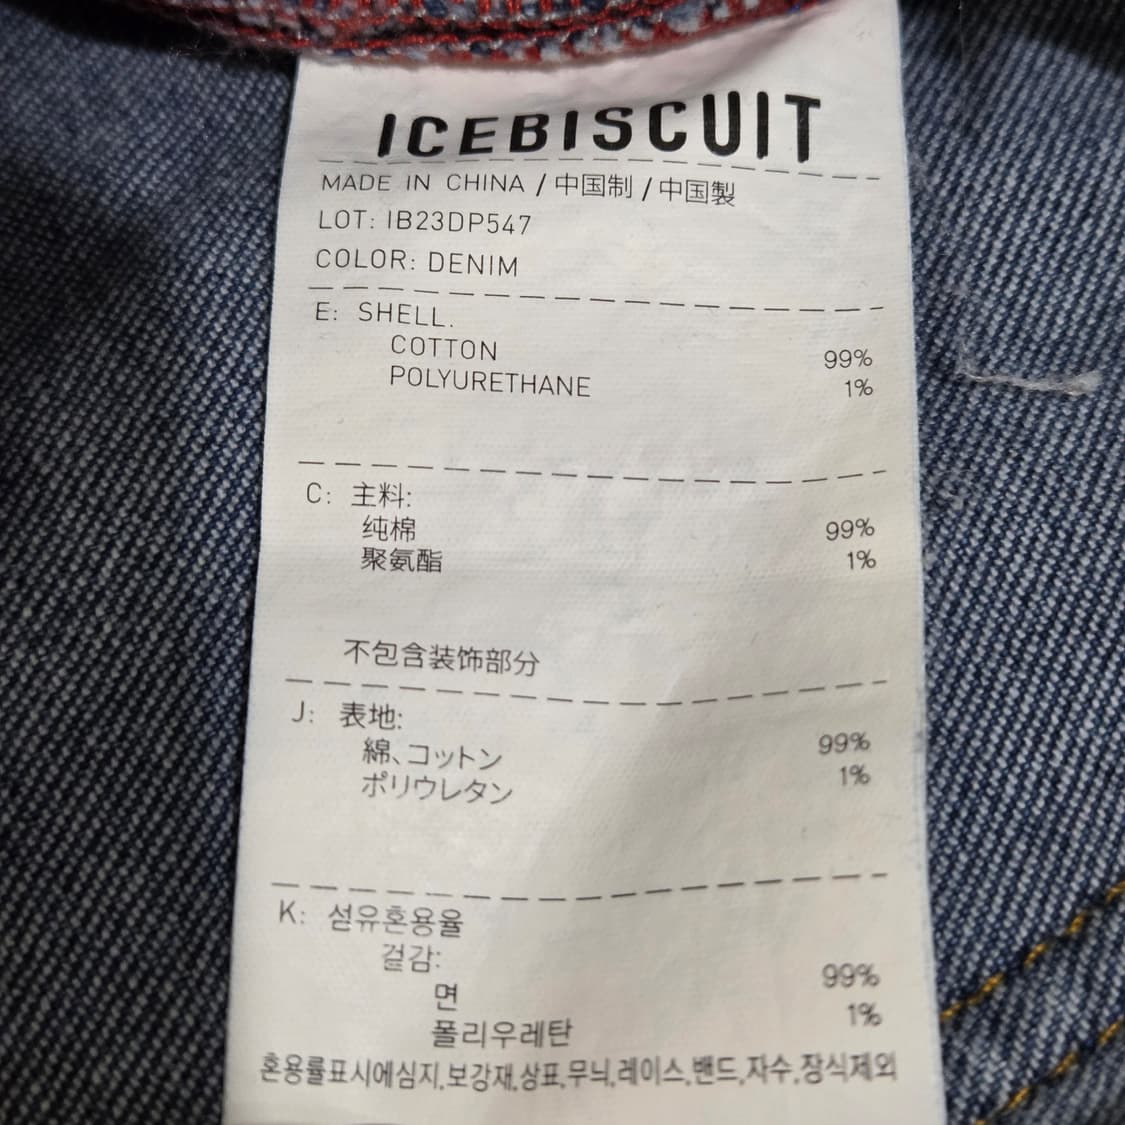 ICEBISCUIT
MADE IN CHINA / 中国制 / 中国製
LOT: IB23DP547
COLOR: DENIM
E: SHELL.
COTTON 99%
POLYURETHANE 1%
C: 主料:
纯棉 99%
聚氨酯 1%
不包含装饰部分
J: 表地:
綿、コットン 99%
ポリウレタン 1%
K: 섬유혼용율
겉감:
면 99%
폴리우레탄 1%
혼용률표시에심지,보강재,상표,무늬,레이스,밴드,자수,장식제외